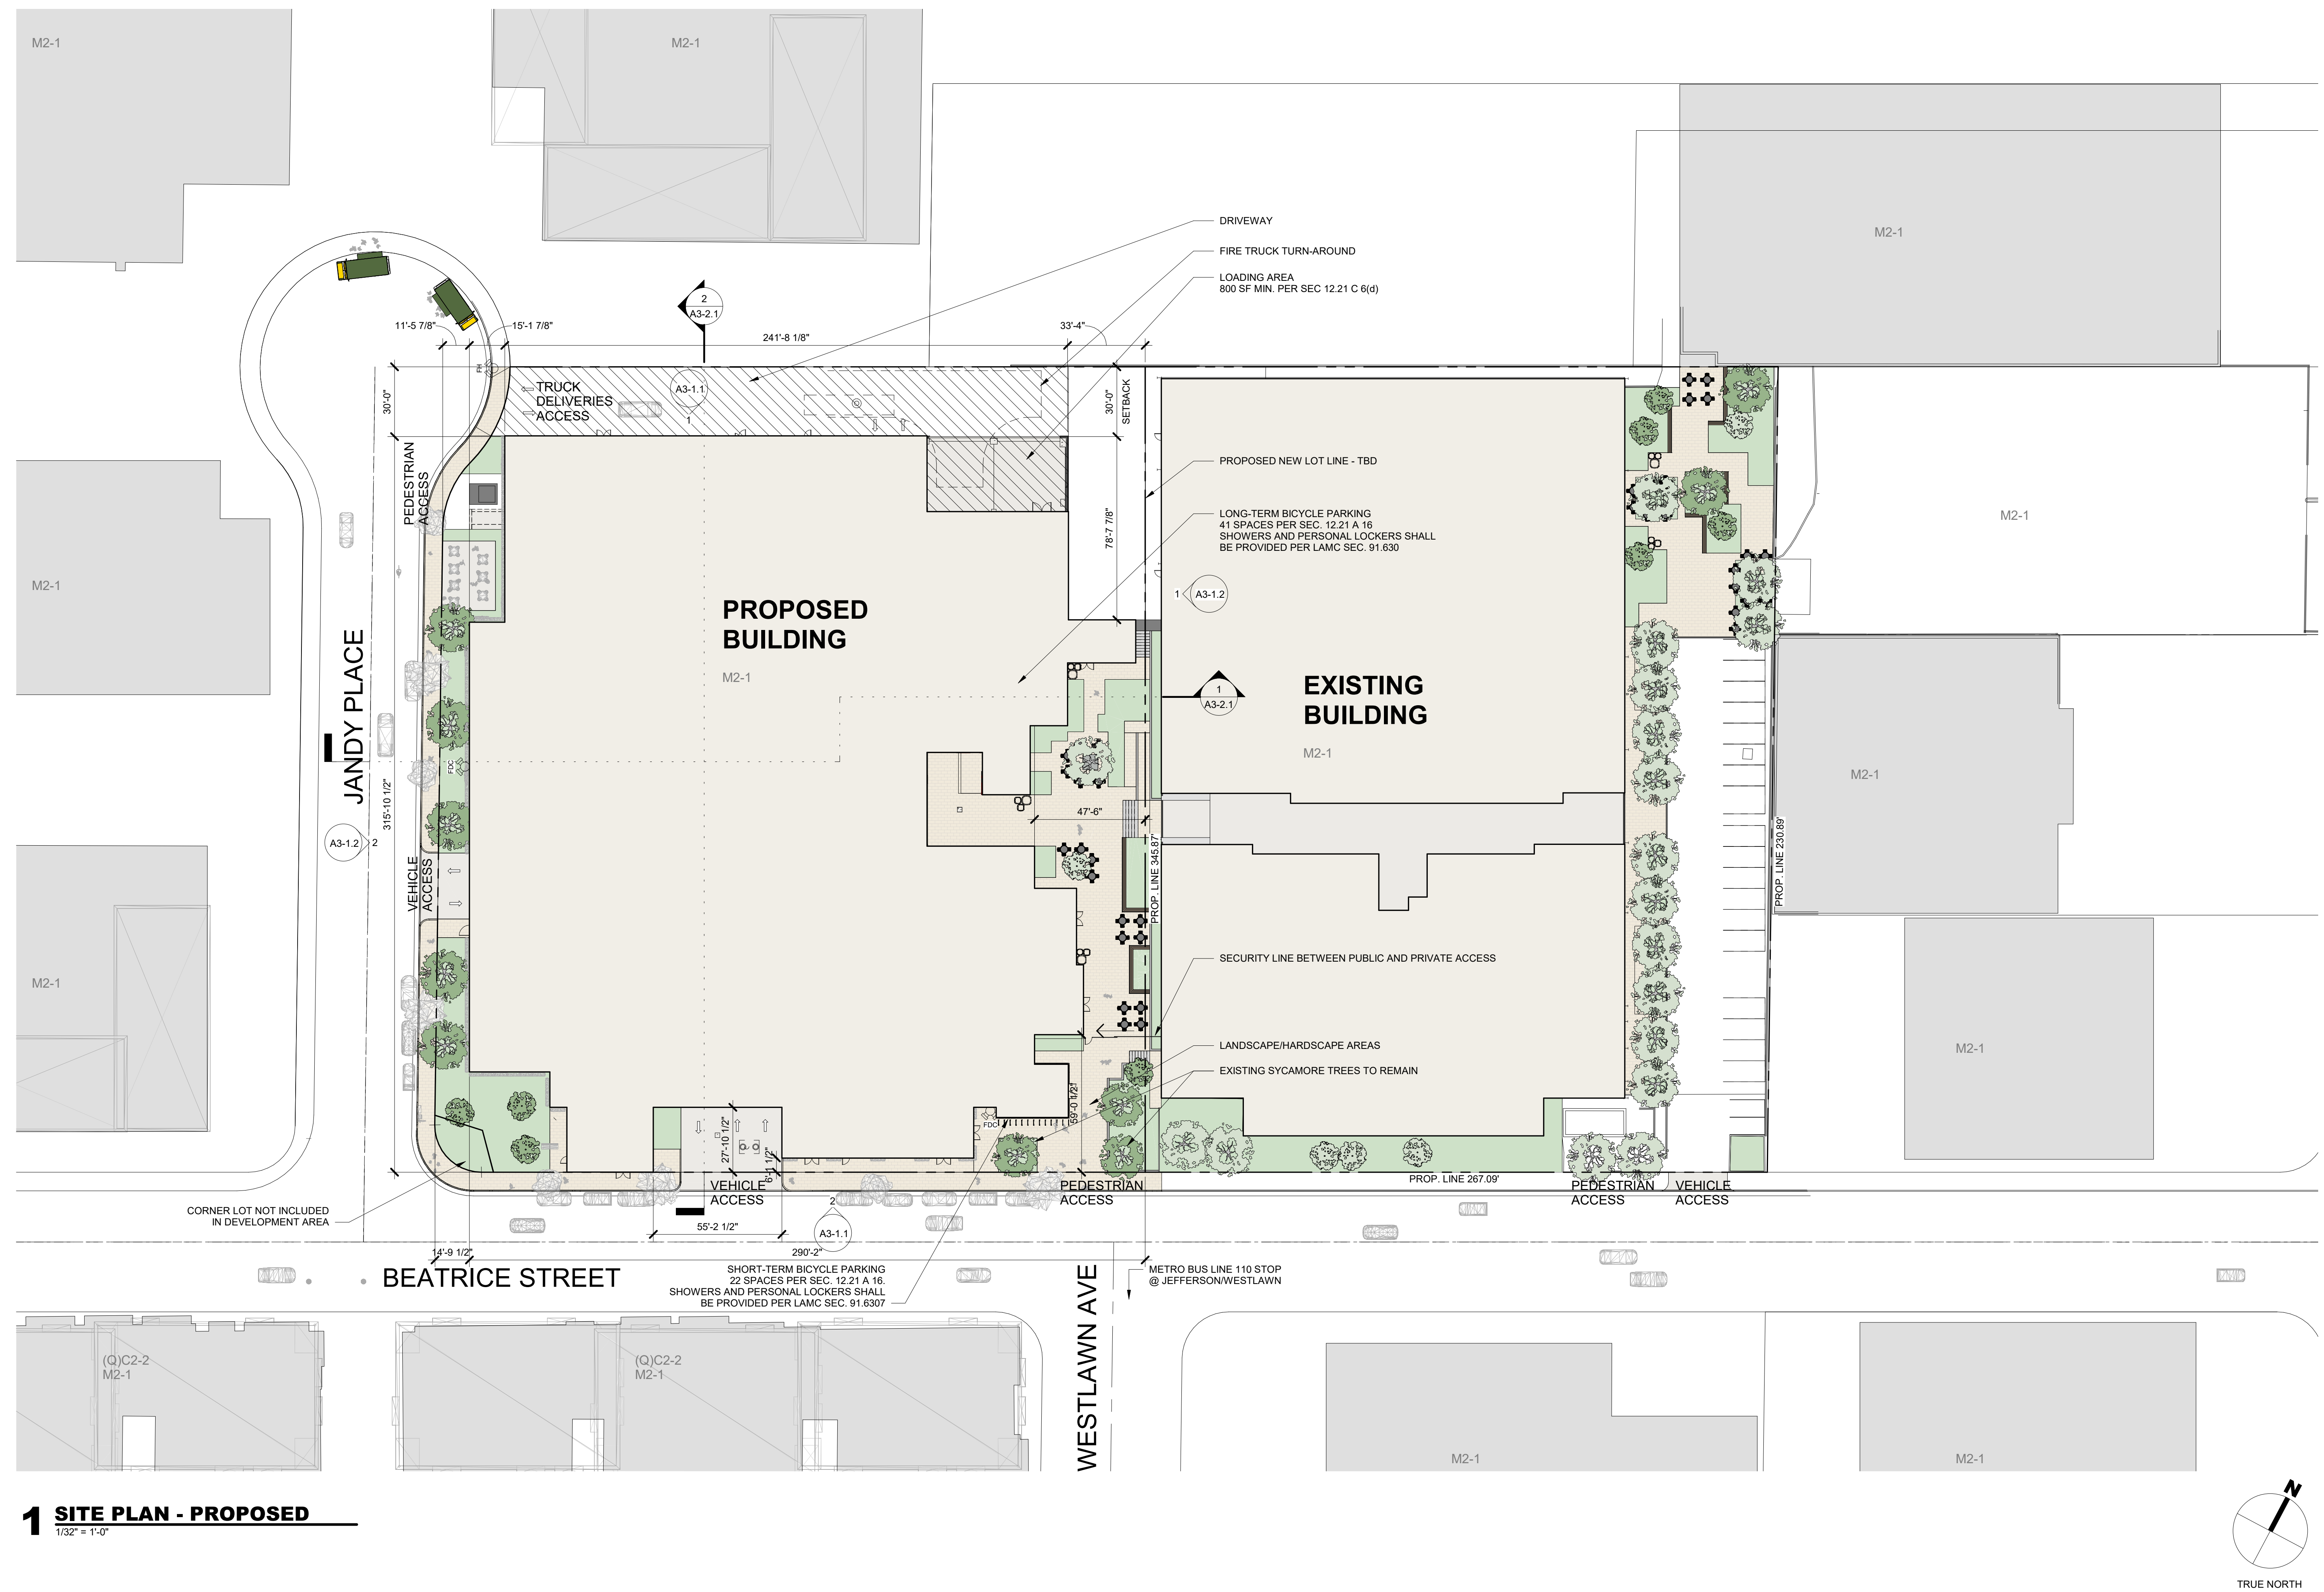 M2-1
M2-1
M2-1
DRIVEWAY
FIRE TRUCK TURN-AROUND
LOADING AREA
800 SF MIN. PER SEC 12.21 C 6(d)
2
A3-2.1
11'-5 7/8"
15'-1 7/8"
241'-8 1/8"
33'-4"
FH
TRUCK
DELIVERIES
ACCESS
A3-1.1
1
30'-0"
30'-0"
SETBACK
PEDESTRIAN
ACCESS
PROPOSED NEW LOT LINE - TBD
LONG-TERM BICYCLE PARKING
41 SPACES PER SEC. 12.21 A 16
SHOWERS AND PERSONAL LOCKERS SHALL
BE PROVIDED PER LAMC SEC. 91.630
78'-7 7/8"
M2-1
M2-1
1
A3-1.2
PROPOSED
BUILDING
M2-1
EXISTING
BUILDING
M2-1
1
A3-2.1
JANDY PLACE
FDC
315'-10 1/2"
A3-1.2
2
VEHICLE
ACCESS
47'-6"
PROP. LINE 345.87'
PROP. LINE 230.89'
M2-1
M2-1
SECURITY LINE BETWEEN PUBLIC AND PRIVATE ACCESS
LANDSCAPE/HARDSCAPE AREAS
EXISTING SYCAMORE TREES TO REMAIN
M2-1
59'-0 1/2"
FDC
27'-10 1/2"
6'-1 1/2"
VEHICLE
ACCESS
PEDESTRIAN
ACCESS
PROP. LINE 267.09'
PEDESTRIAN
ACCESS
VEHICLE
ACCESS
CORNER LOT NOT INCLUDED
IN DEVELOPMENT AREA
2
A3-1.1
55'-2 1/2"
14'-9 1/2"
290'-2"
BEATRICE STREET
SHORT-TERM BICYCLE PARKING
22 SPACES PER SEC. 12.21 A 16.
SHOWERS AND PERSONAL LOCKERS SHALL
BE PROVIDED PER LAMC SEC. 91.6307
METRO BUS LINE 110 STOP
@ JEFFERSON/WESTLAWN
WESTLAWN AVE
(Q)C2-2
M2-1
(Q)C2-2
M2-1
M2-1
M2-1
1 SITE PLAN - PROPOSED
1/32" = 1'-0"
N
TRUE NORTH